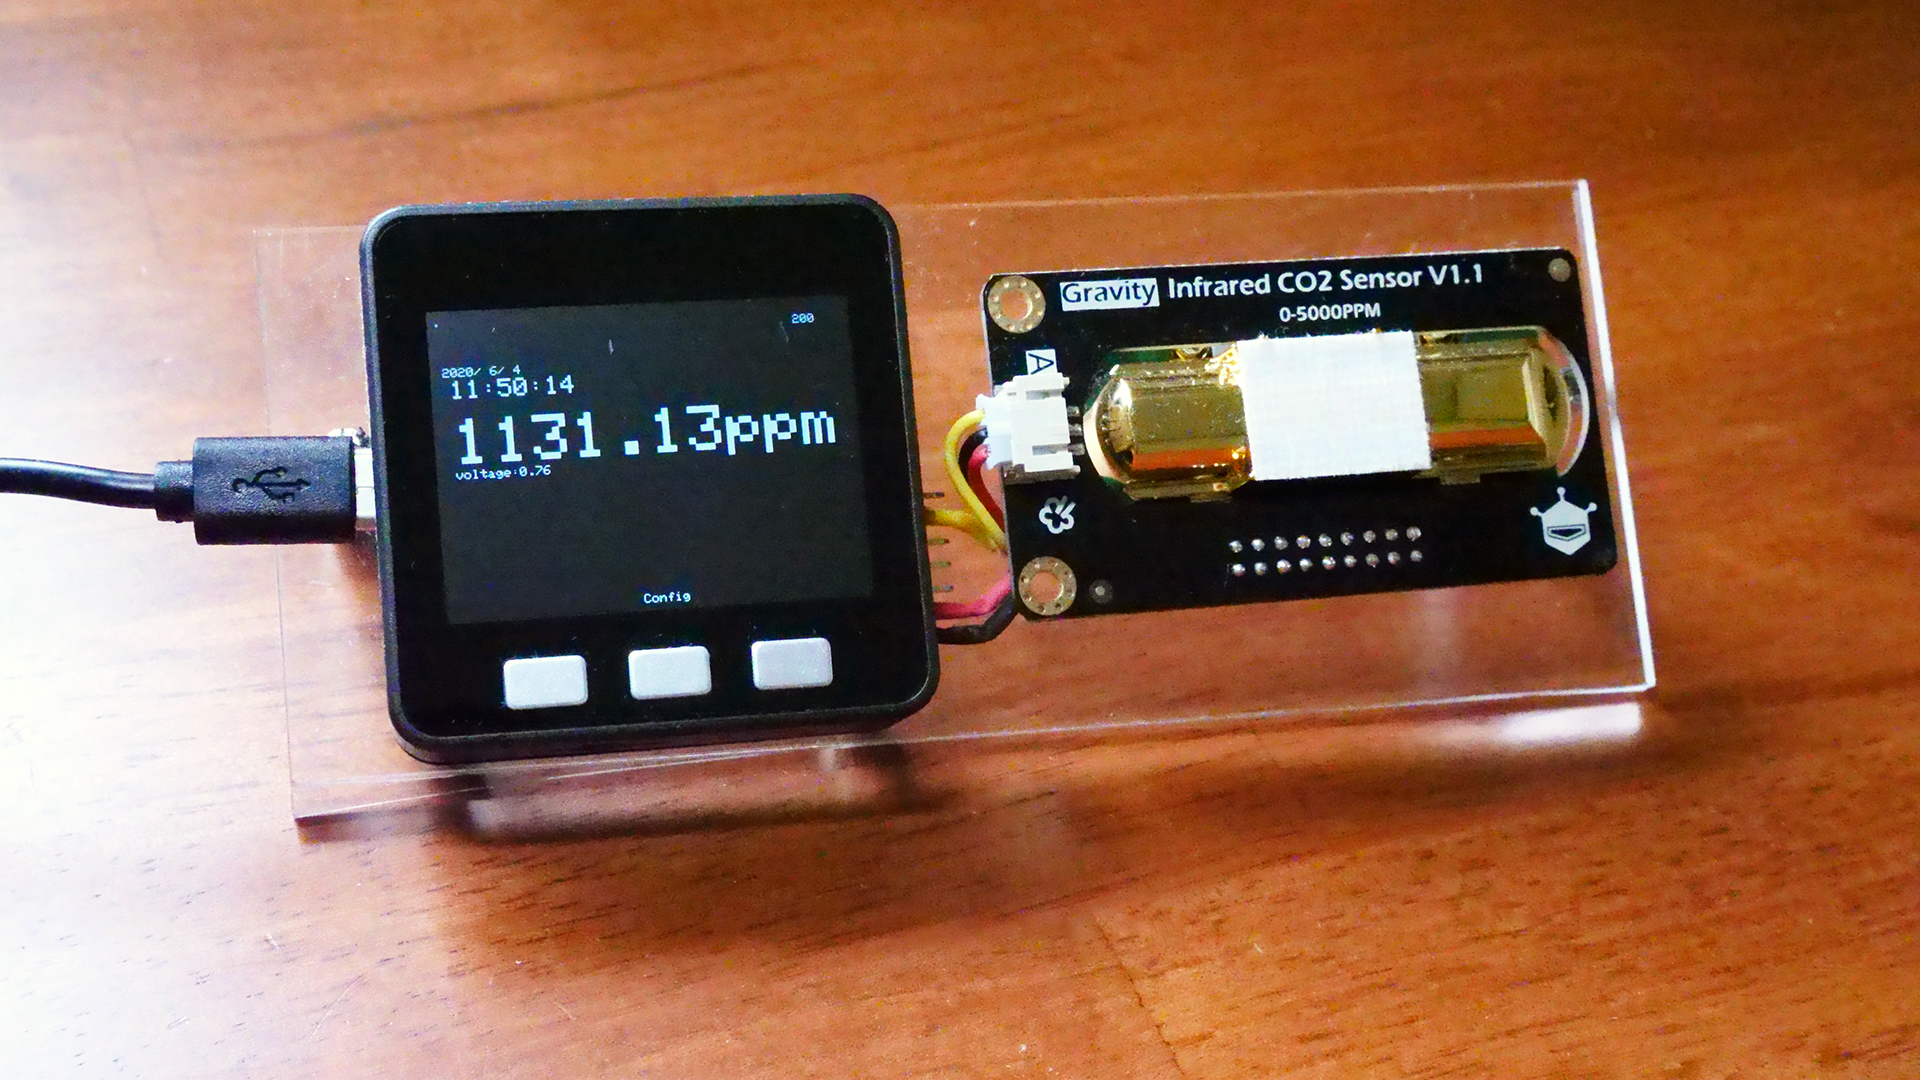 200
2020/ 6/ 4
11:50:14
1131.13ppm
voltage:0.76
Config
Gravity Infrared CO2 Sensor V1.1
0-5000PPM
A